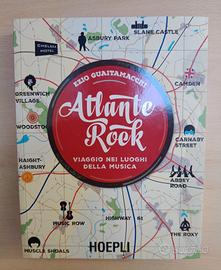 SLANE CASTLE
ASBURY PARK
CHELSEA
HOTEL
EZIO GUAITAMACCHI
CAMDEN
GREENWICH
VILLAGE
Atlante
Rock
WOODSTOCK
CARNABY
STREET
VIAGGIO NEI LUOGHI
DELLA MUSICA
HAIGHT-
ASHBURY
ABBEY
ROAD
MUSIC ROW
HIGHWAY 61
THE ROXY
HOEPLI
MUSCLE SHOALS